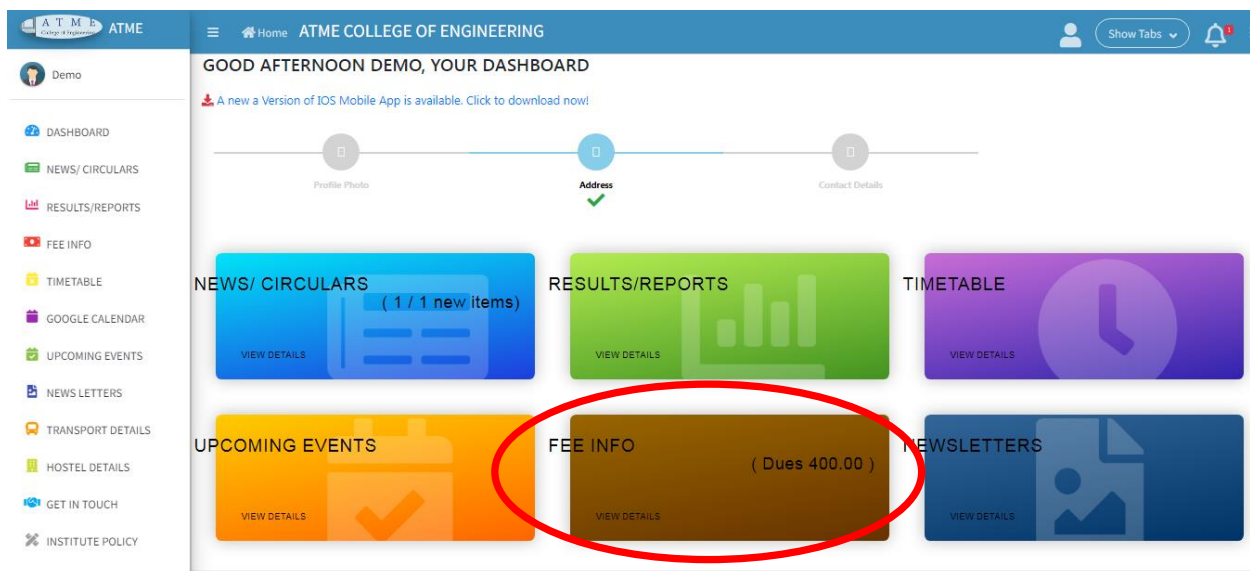 A T M E
College of Engineering
ATME
Home ATME COLLEGE OF ENGINEERING
Show Tabs
1
Demo
GOOD AFTERNOON DEMO, YOUR DASHBOARD
A new a Version of IOS Mobile App is available. Click to download now!
Profile Photo
Address
Contact Details
DASHBOARD
NEWS/ CIRCULARS
RESULTS/REPORTS
FEE INFO
TIMETABLE
GOOGLE CALENDAR
UPCOMING EVENTS
NEWS LETTERS
TRANSPORT DETAILS
HOSTEL DETAILS
GET IN TOUCH
INSTITUTE POLICY
NEWS/ CIRCULARS
( 1 / 1 new items)
VIEW DETAILS
RESULTS/REPORTS
VIEW DETAILS
TIMETABLE
VIEW DETAILS
UPCOMING EVENTS
VIEW DETAILS
FEE INFO
( Dues 400.00 )
VIEW DETAILS
NEWSLETTERS
VIEW DETAILS